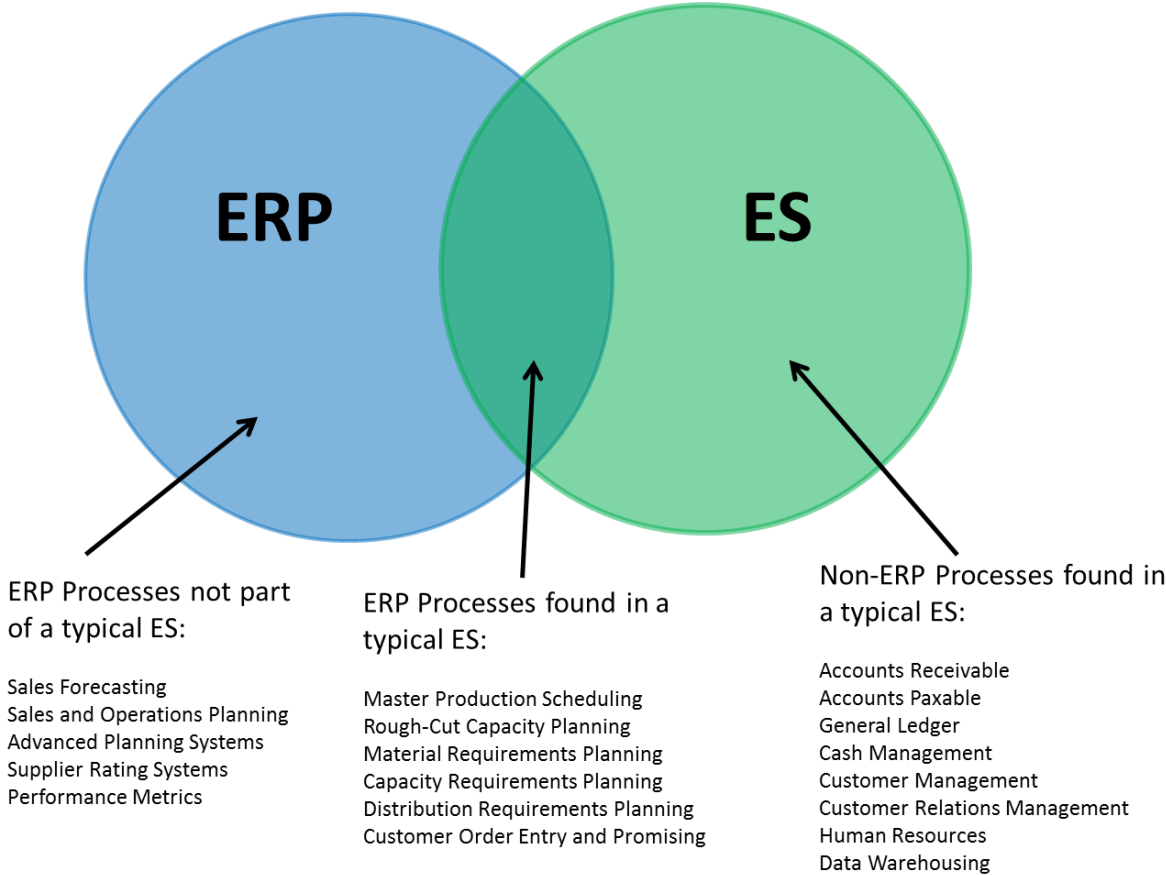 ERP
ES
ERP Processes not part
of a typical ES:
Sales Forecasting
Sales and Operations Planning
Advanced Planning Systems
Supplier Rating Systems
Performance Metrics
ERP Processes found in a
typical ES:
Master Production Scheduling
Rough-Cut Capacity Planning
Material Requirements Planning
Capacity Requirements Planning
Distribution Requirements Planning
Customer Order Entry and Promising
Non-ERP Processes found in
a typical ES:
Accounts Receivable
Accounts Paxable
General Ledger
Cash Management
Customer Management
Customer Relations Management
Human Resources
Data Warehousing